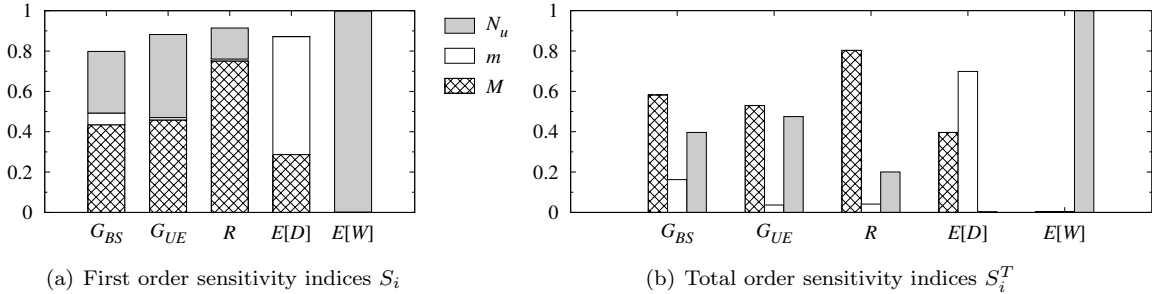 1
0.8
0.6
0.4
0.2
0
G_BS G_UE R E[D] E[W]
N_u
m
M
1
0.8
0.6
0.4
0.2
0
G_BS G_UE R E[D] E[W]
(a) First order sensitivity indices S_i
(b) Total order sensitivity indices S_i^T